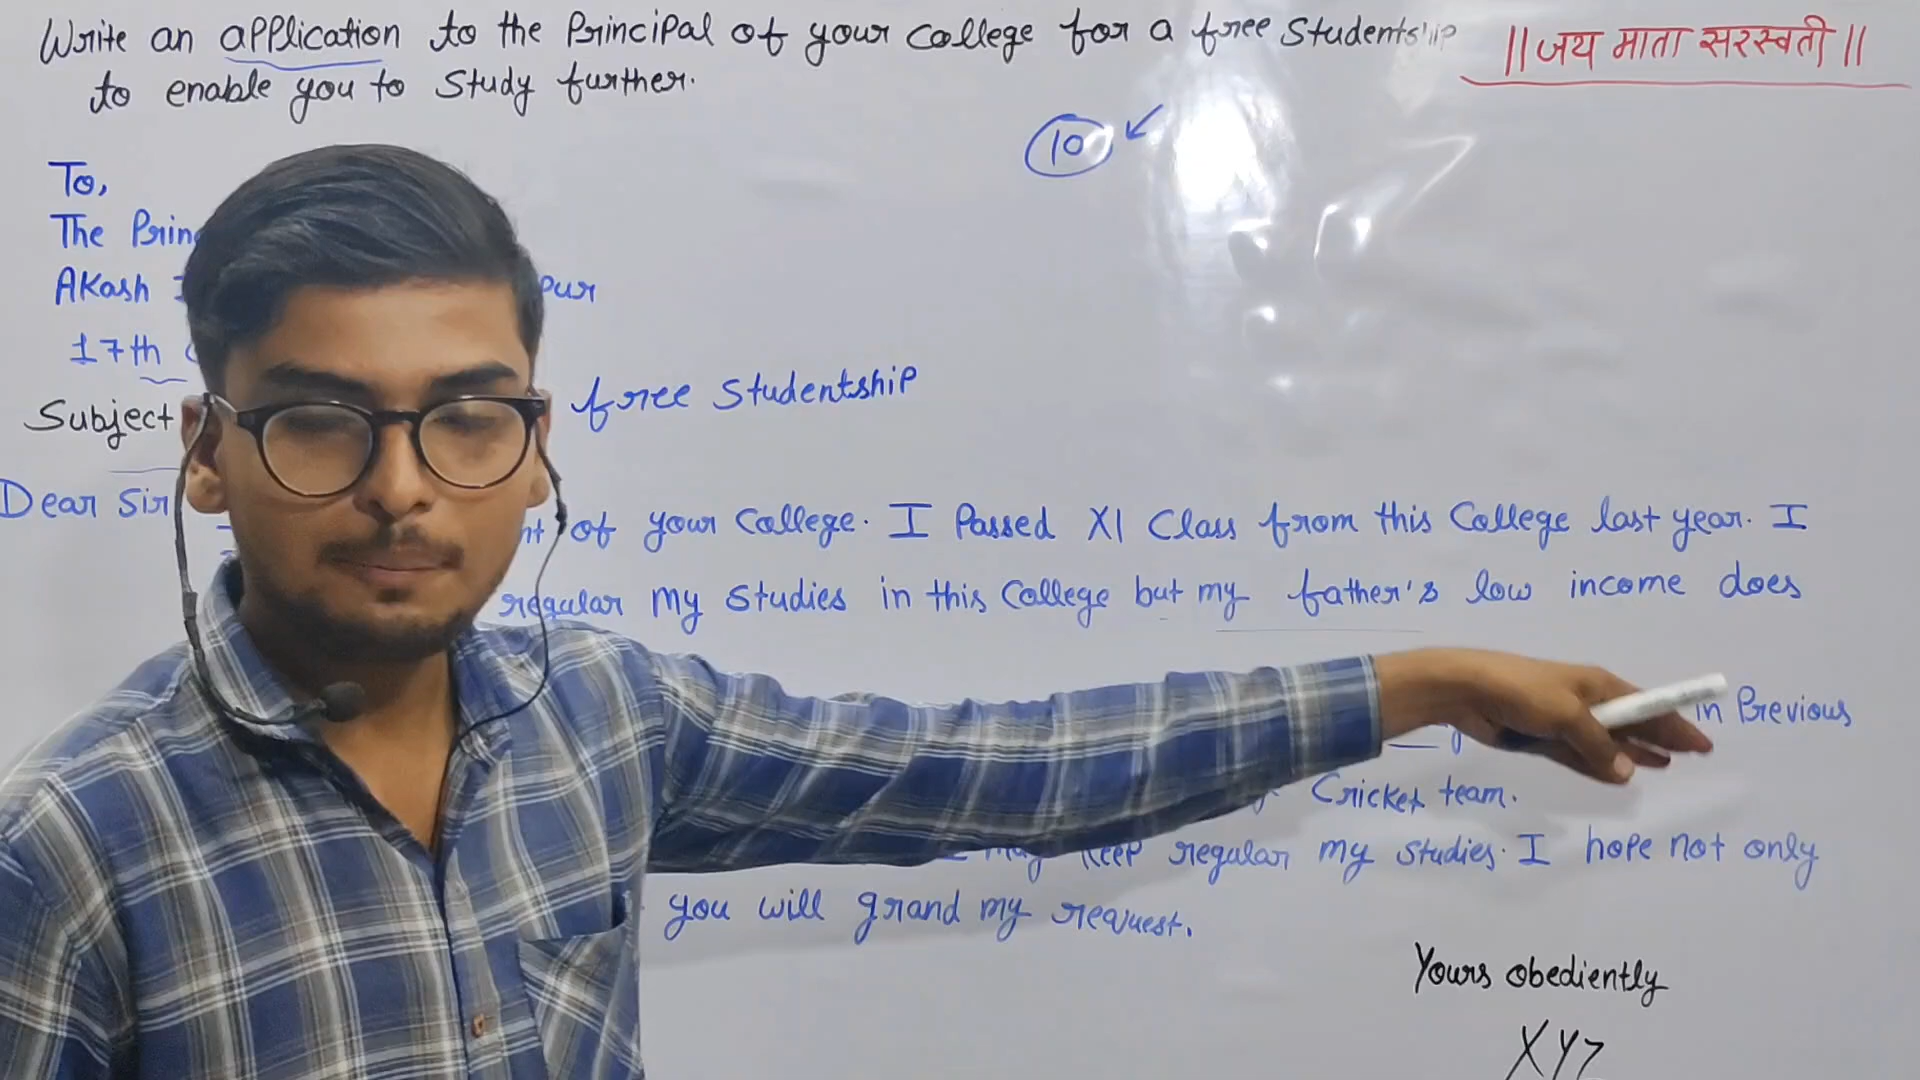 Write an application to the Principal of your College for a free Studentship
to enable you to Study further.
||जय माता सरस्वती||
10
To,
The
Akash
17th
Subject free Studentship
Dear Sir
of your College. I Passed XI Class from this College last year. I
regular my studies in this College but my father's low income does
in Previous
Cricket team.
may keep regular my studies. I hope not only
you will grand my request.
Yours obediently
XYZ